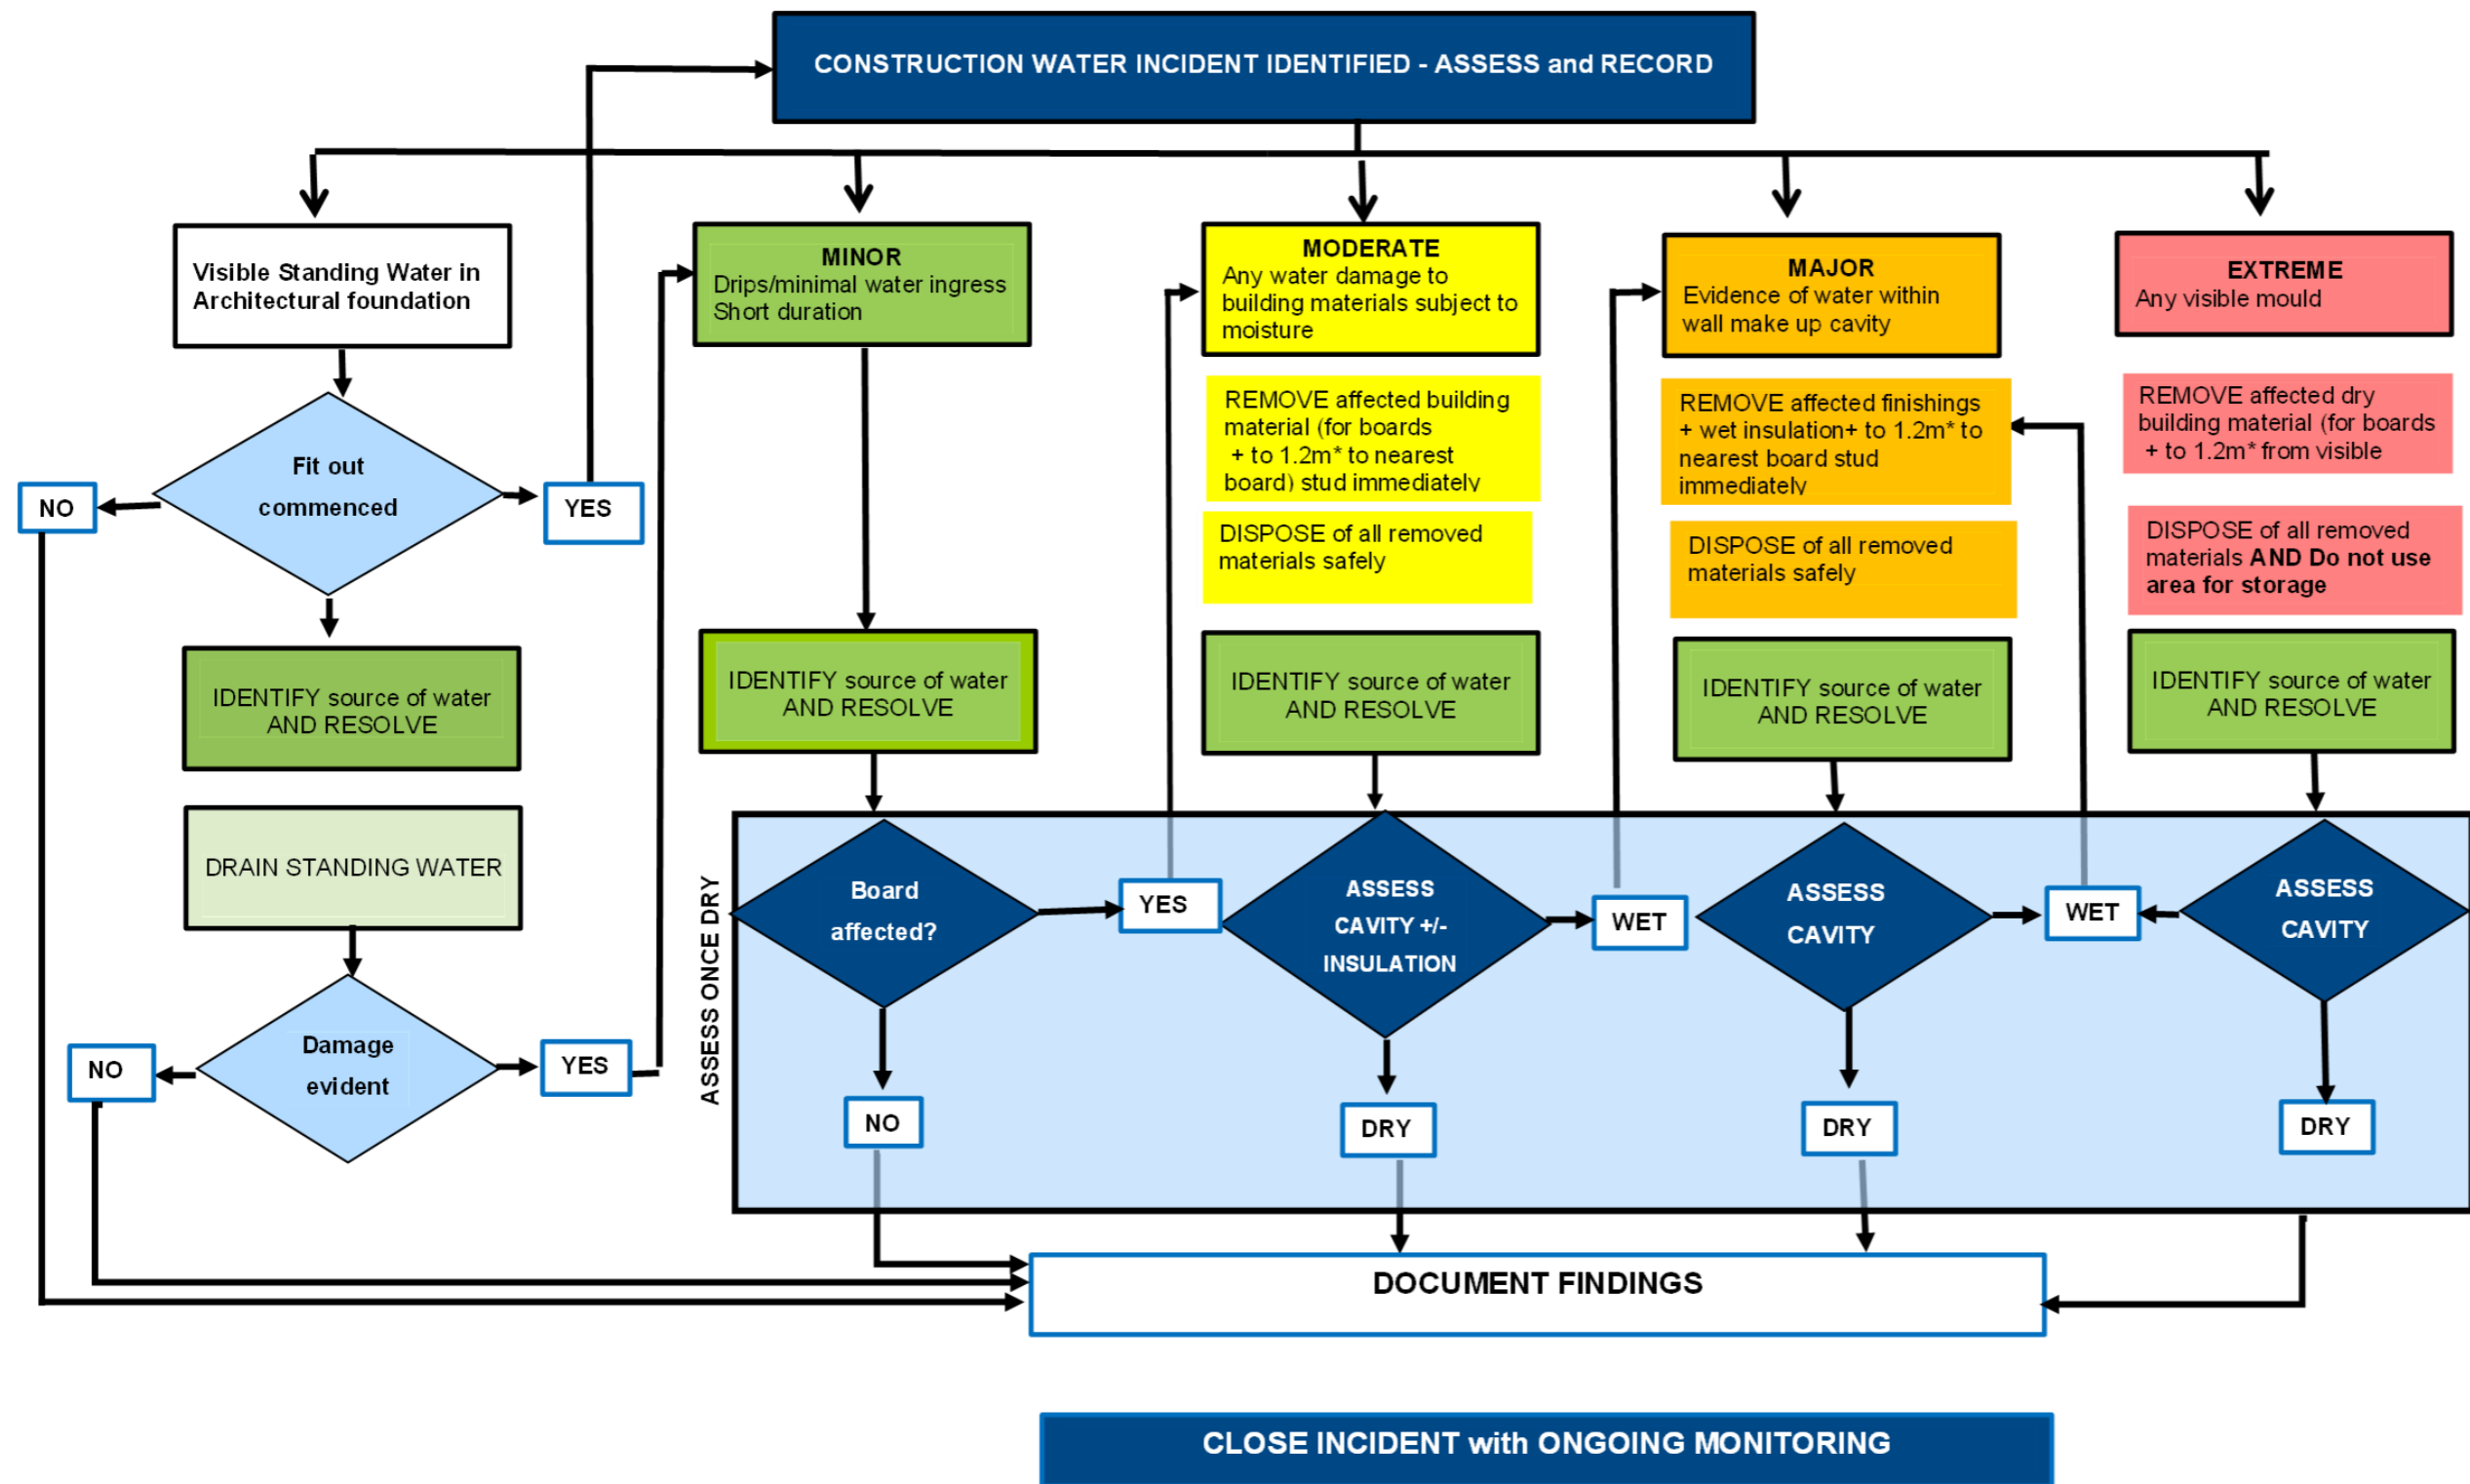 CONSTRUCTION WATER INCIDENT IDENTIFIED - ASSESS and RECORD
Visible Standing Water in
Architectural foundation
Fit out
commenced
NO
YES
IDENTIFY source of water
AND RESOLVE
DRAIN STANDING WATER
Damage
evident
NO
YES
MINOR
Drips/minimal water ingress
Short duration
IDENTIFY source of water
AND RESOLVE
MODERATE
Any water damage to
building materials subject to
moisture
REMOVE affected building
material (for boards
+ to 1.2m* to nearest
board) stud immediately
DISPOSE of all removed
materials safely
IDENTIFY source of water
AND RESOLVE
MAJOR
Evidence of water within
wall make up cavity
REMOVE affected finishings
+ wet insulation+ to 1.2m* to
nearest board stud
immediately
DISPOSE of all removed
materials safely
IDENTIFY source of water
AND RESOLVE
EXTREME
Any visible mould
REMOVE affected dry
building material (for boards
+ to 1.2m* from visible
DISPOSE of all removed
materials AND Do not use
area for storage
IDENTIFY source of water
AND RESOLVE
ASSESS ONCE DRY
Board
affected?
YES
NO
ASSESS
CAVITY +/-
INSULATION
WET
DRY
ASSESS
CAVITY
WET
DRY
ASSESS
CAVITY
DRY
DOCUMENT FINDINGS
CLOSE INCIDENT with ONGOING MONITORING